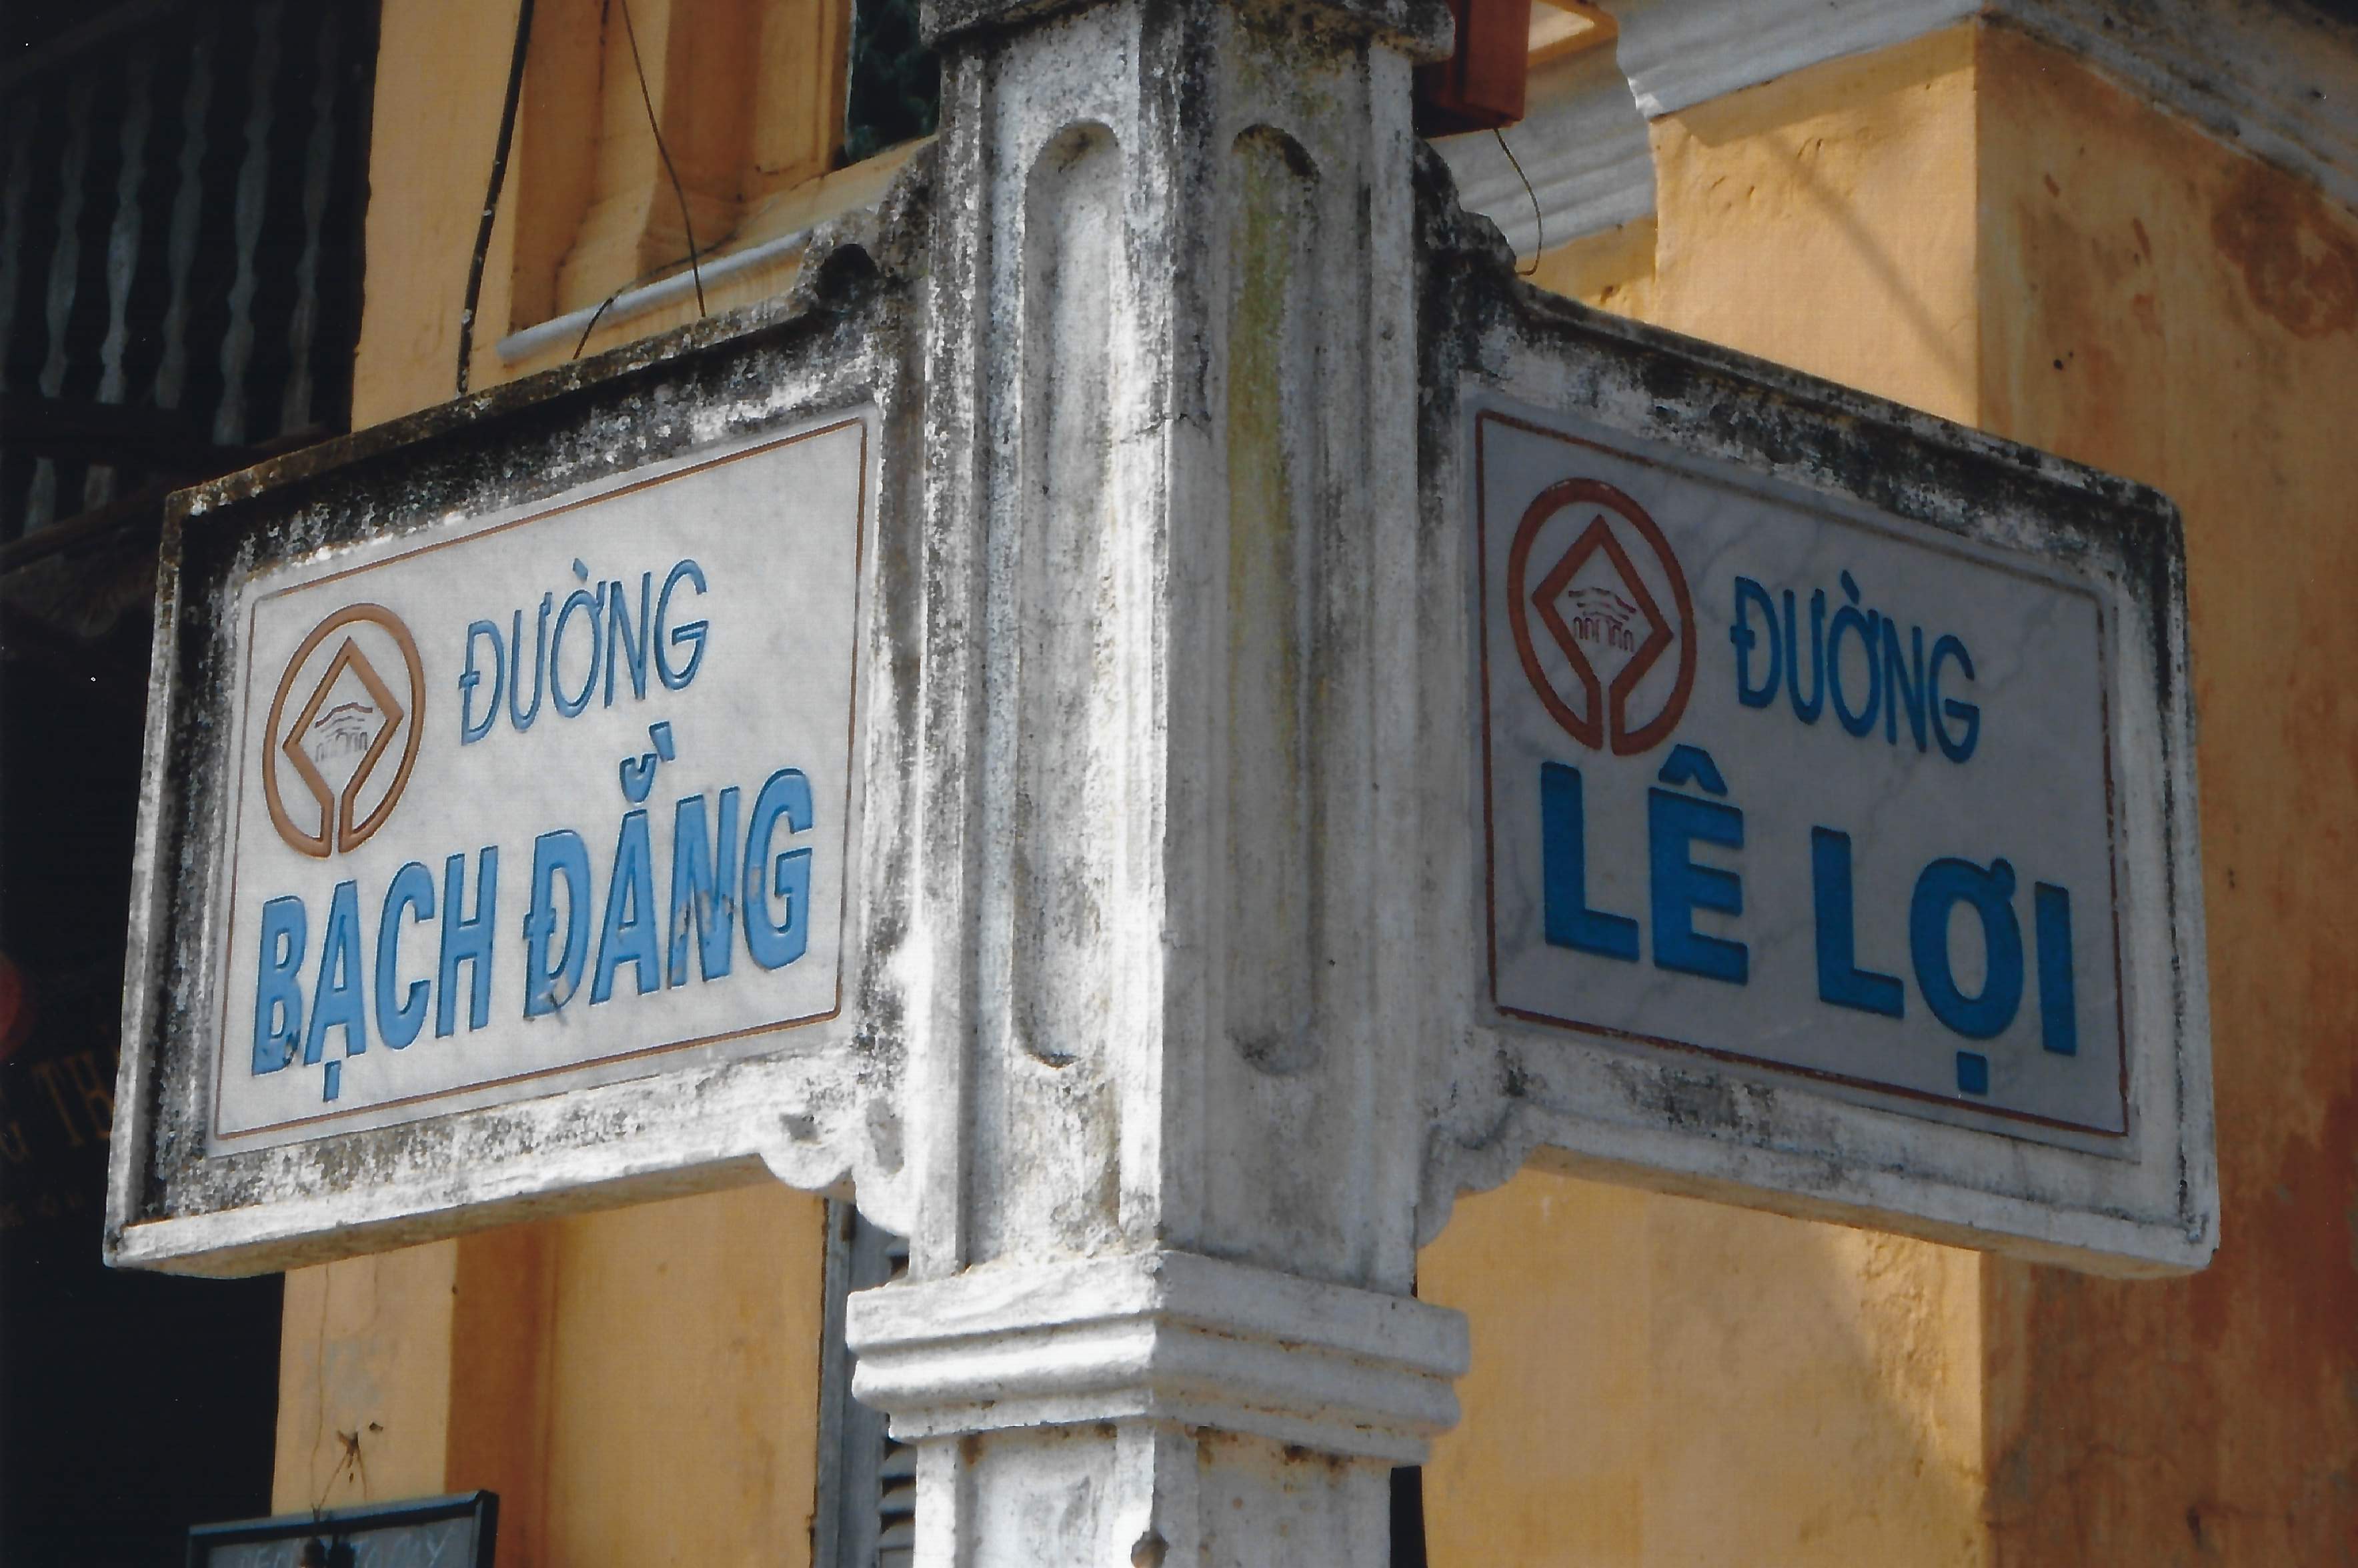 ĐƯỜNG
BẠCH ĐẰNG
ĐƯỜNG
LÊ LỢI